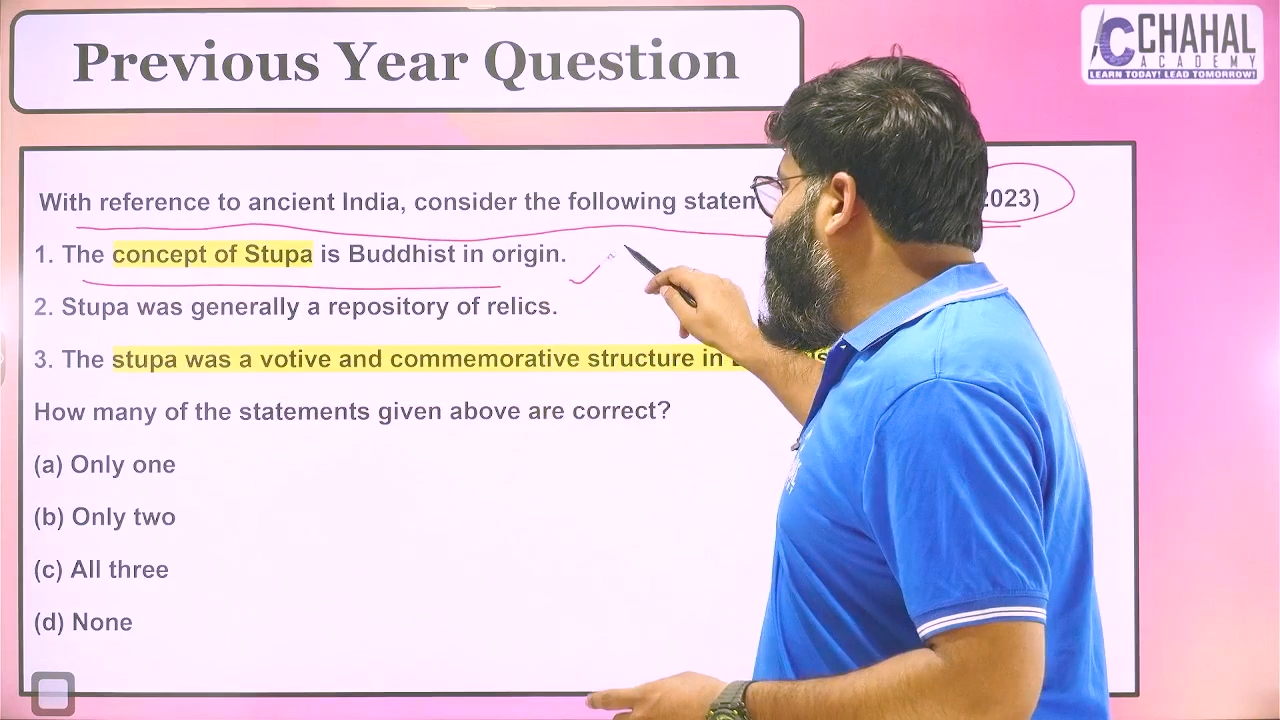 Previous Year Question
CHAHAL
ACADEMY
LEARN TODAY! LEAD TOMORROW!
With reference to ancient India, consider the following 2023)
1. The concept of Stupa is Buddhist in origin.
2. Stupa was generally a repository of relics.
3. The stupa was a votive and commemorative structure in
How many of the statements given above are correct?
(a) Only one
(b) Only two
(c) All three
(d) None